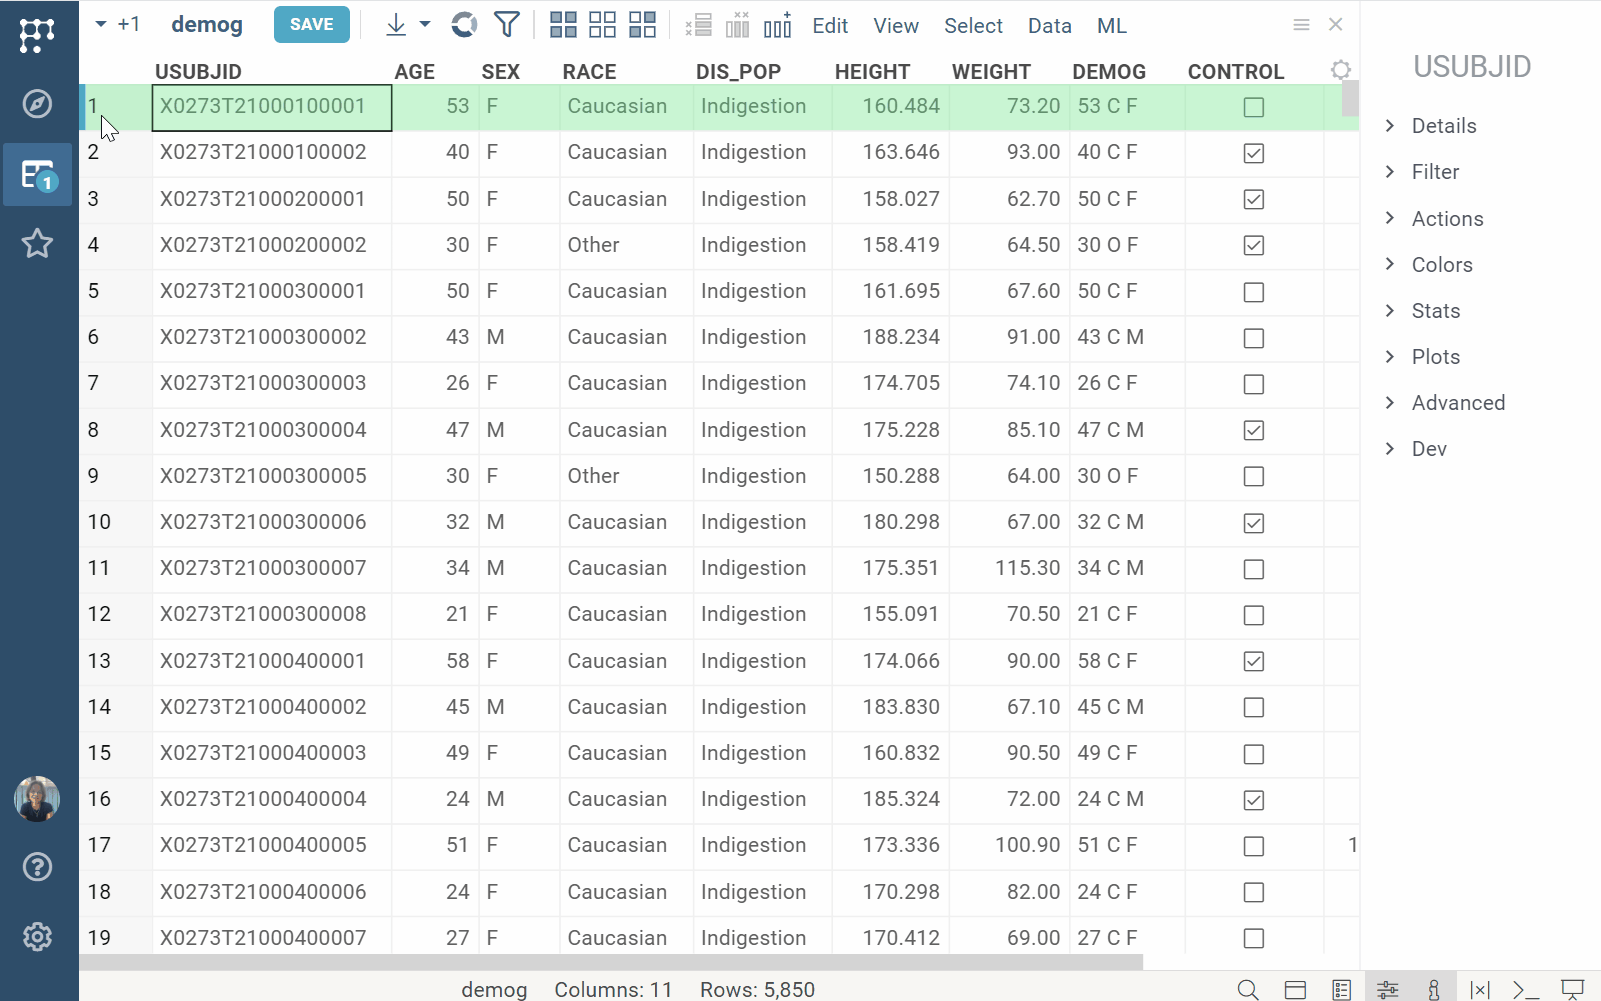 +1 demog SAVE Edit View Select Data ML
USUBJID AGE SEX RACE DIS_POP HEIGHT WEIGHT DEMOG CONTROL
1 X0273T21000100001 53 F Caucasian Indigestion 160.484 73.20 53 C F
2 X0273T21000100002 40 F Caucasian Indigestion 163.646 93.00 40 C F
3 X0273T21000200001 50 F Caucasian Indigestion 158.027 62.70 50 C F
4 X0273T21000200002 30 F Other Indigestion 158.419 64.50 30 O F
5 X0273T21000300001 50 F Caucasian Indigestion 161.695 67.60 50 C F
6 X0273T21000300002 43 M Caucasian Indigestion 188.234 91.00 43 C M
7 X0273T21000300003 26 F Caucasian Indigestion 174.705 74.10 26 C F
8 X0273T21000300004 47 M Caucasian Indigestion 175.228 85.10 47 C M
9 X0273T21000300005 30 F Other Indigestion 150.288 64.00 30 O F
10 X0273T21000300006 32 M Caucasian Indigestion 180.298 67.00 32 C M
11 X0273T21000300007 34 M Caucasian Indigestion 175.351 115.30 34 C M
12 X0273T21000300008 21 F Caucasian Indigestion 155.091 70.50 21 C F
13 X0273T21000400001 58 F Caucasian Indigestion 174.066 90.00 58 C F
14 X0273T21000400002 45 M Caucasian Indigestion 183.830 67.10 45 C M
15 X0273T21000400003 49 F Caucasian Indigestion 160.832 90.50 49 C F
16 X0273T21000400004 24 M Caucasian Indigestion 185.324 72.00 24 C M
17 X0273T21000400005 51 F Caucasian Indigestion 173.336 100.90 51 C F 1
18 X0273T21000400006 24 F Caucasian Indigestion 170.298 82.00 24 C F
19 X0273T21000400007 27 F Caucasian Indigestion 170.412 69.00 27 C F
demog Columns: 11 Rows: 5,850
USUBJID
Details
Filter
Actions
Colors
Stats
Plots
Advanced
Dev
1